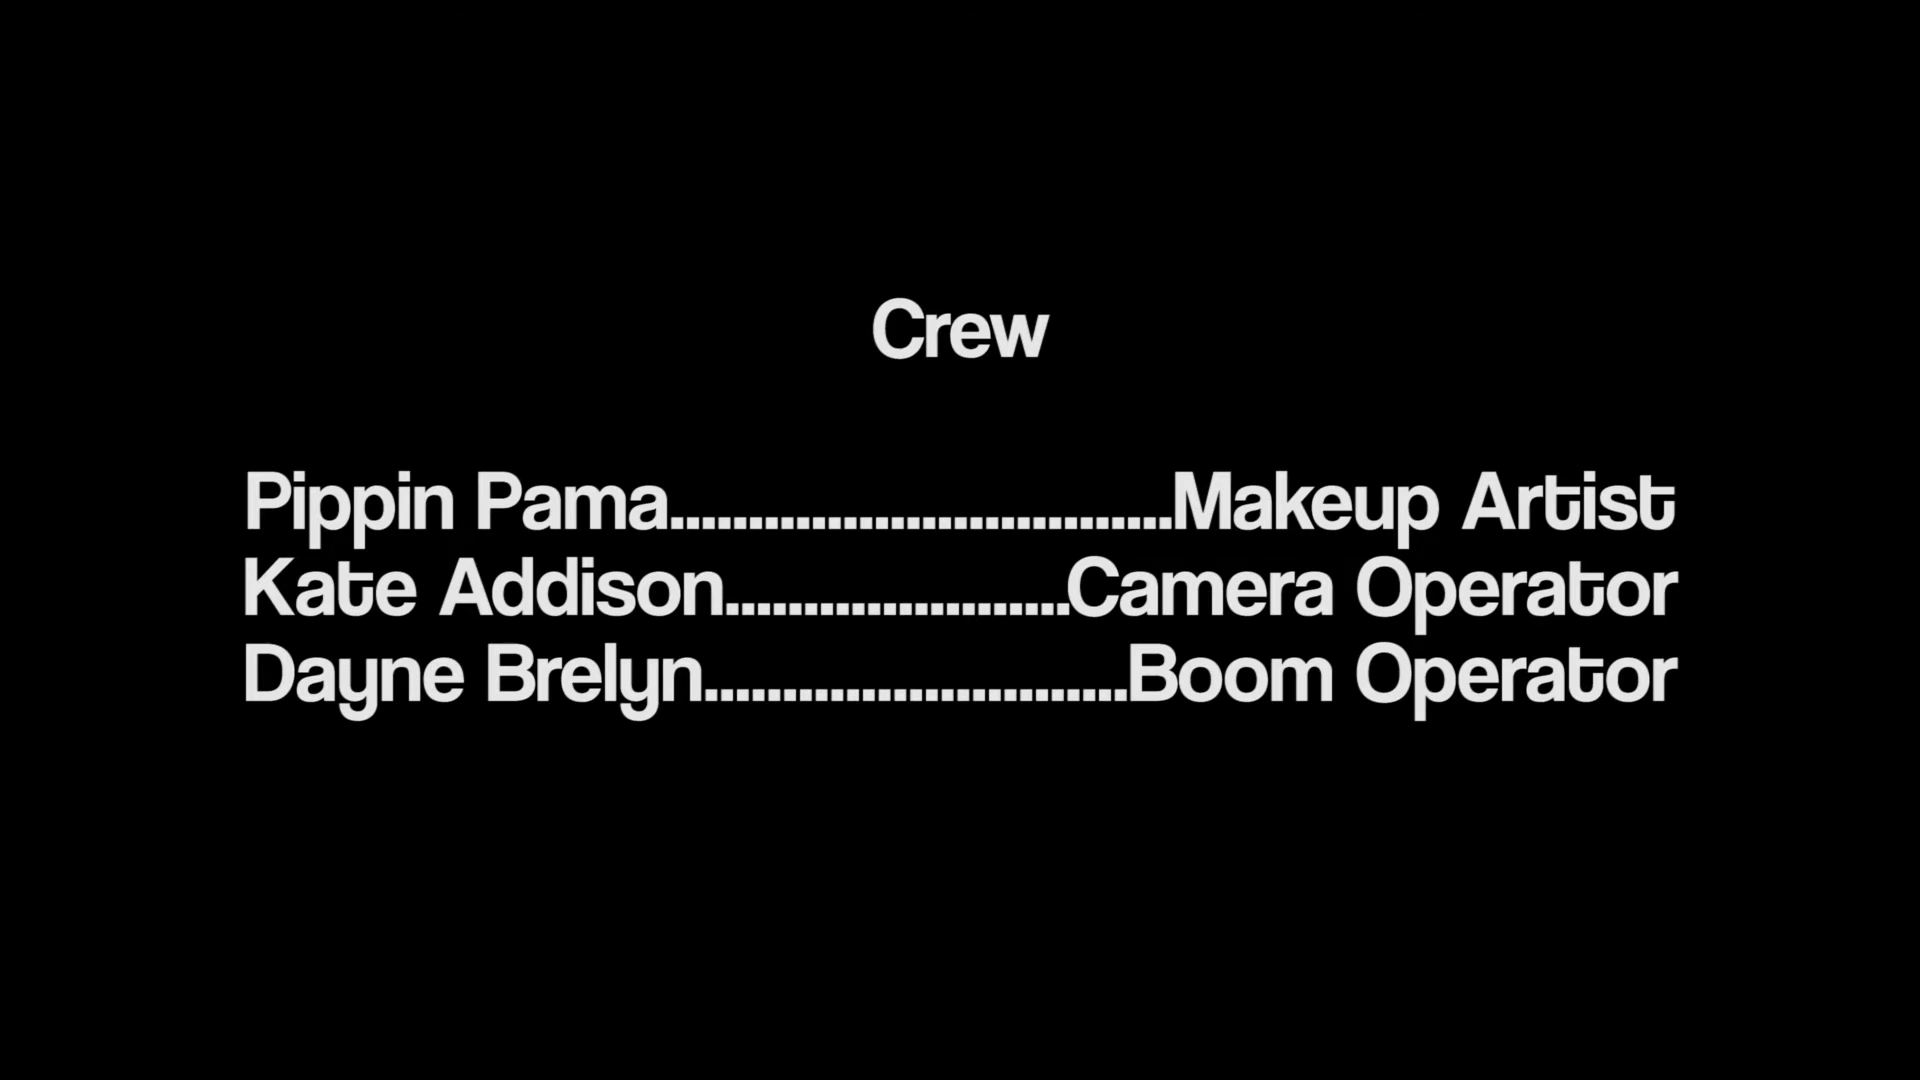 Crew
Pippin Pama................................Makeup Artist
Kate Addison......................Camera Operator
Dayne Brelyn...........................Boom Operator